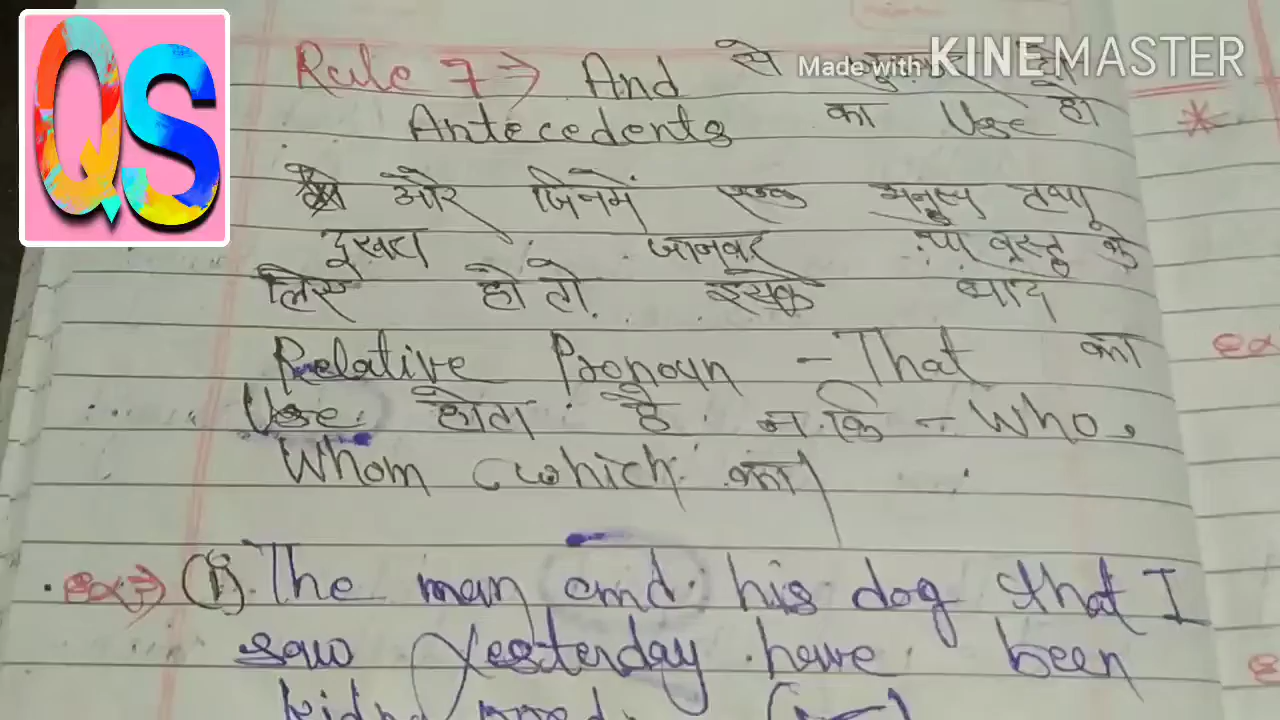 QS
Made with KINEMASTER
Rule 7 → And से
Antecedents का Use हो
और जिनमें एक मनुष्य तथा
दूसरा जानवर या वस्तु के
लिए हो तो इसके बाद
Relative Pronoun - That का
Use होता है न कि - Who,
Whom which का।
ex → (i) The man and his dog that I
saw yesterday have been